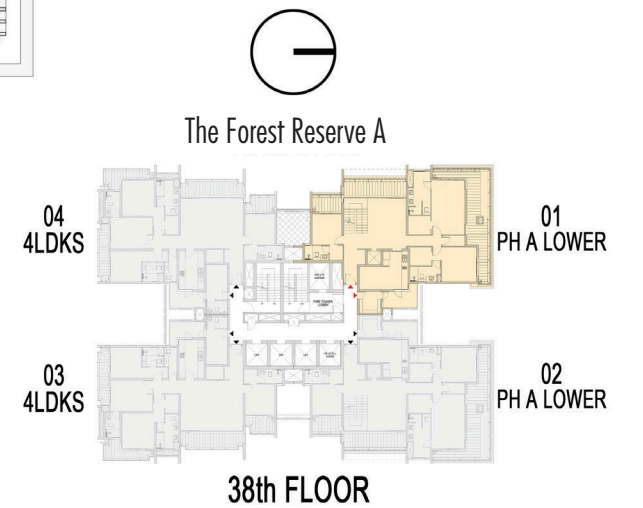 The Forest Reserve A
04
4LDKS
01
PH A LOWER
03
4LDKS
02
PH A LOWER
38th FLOOR